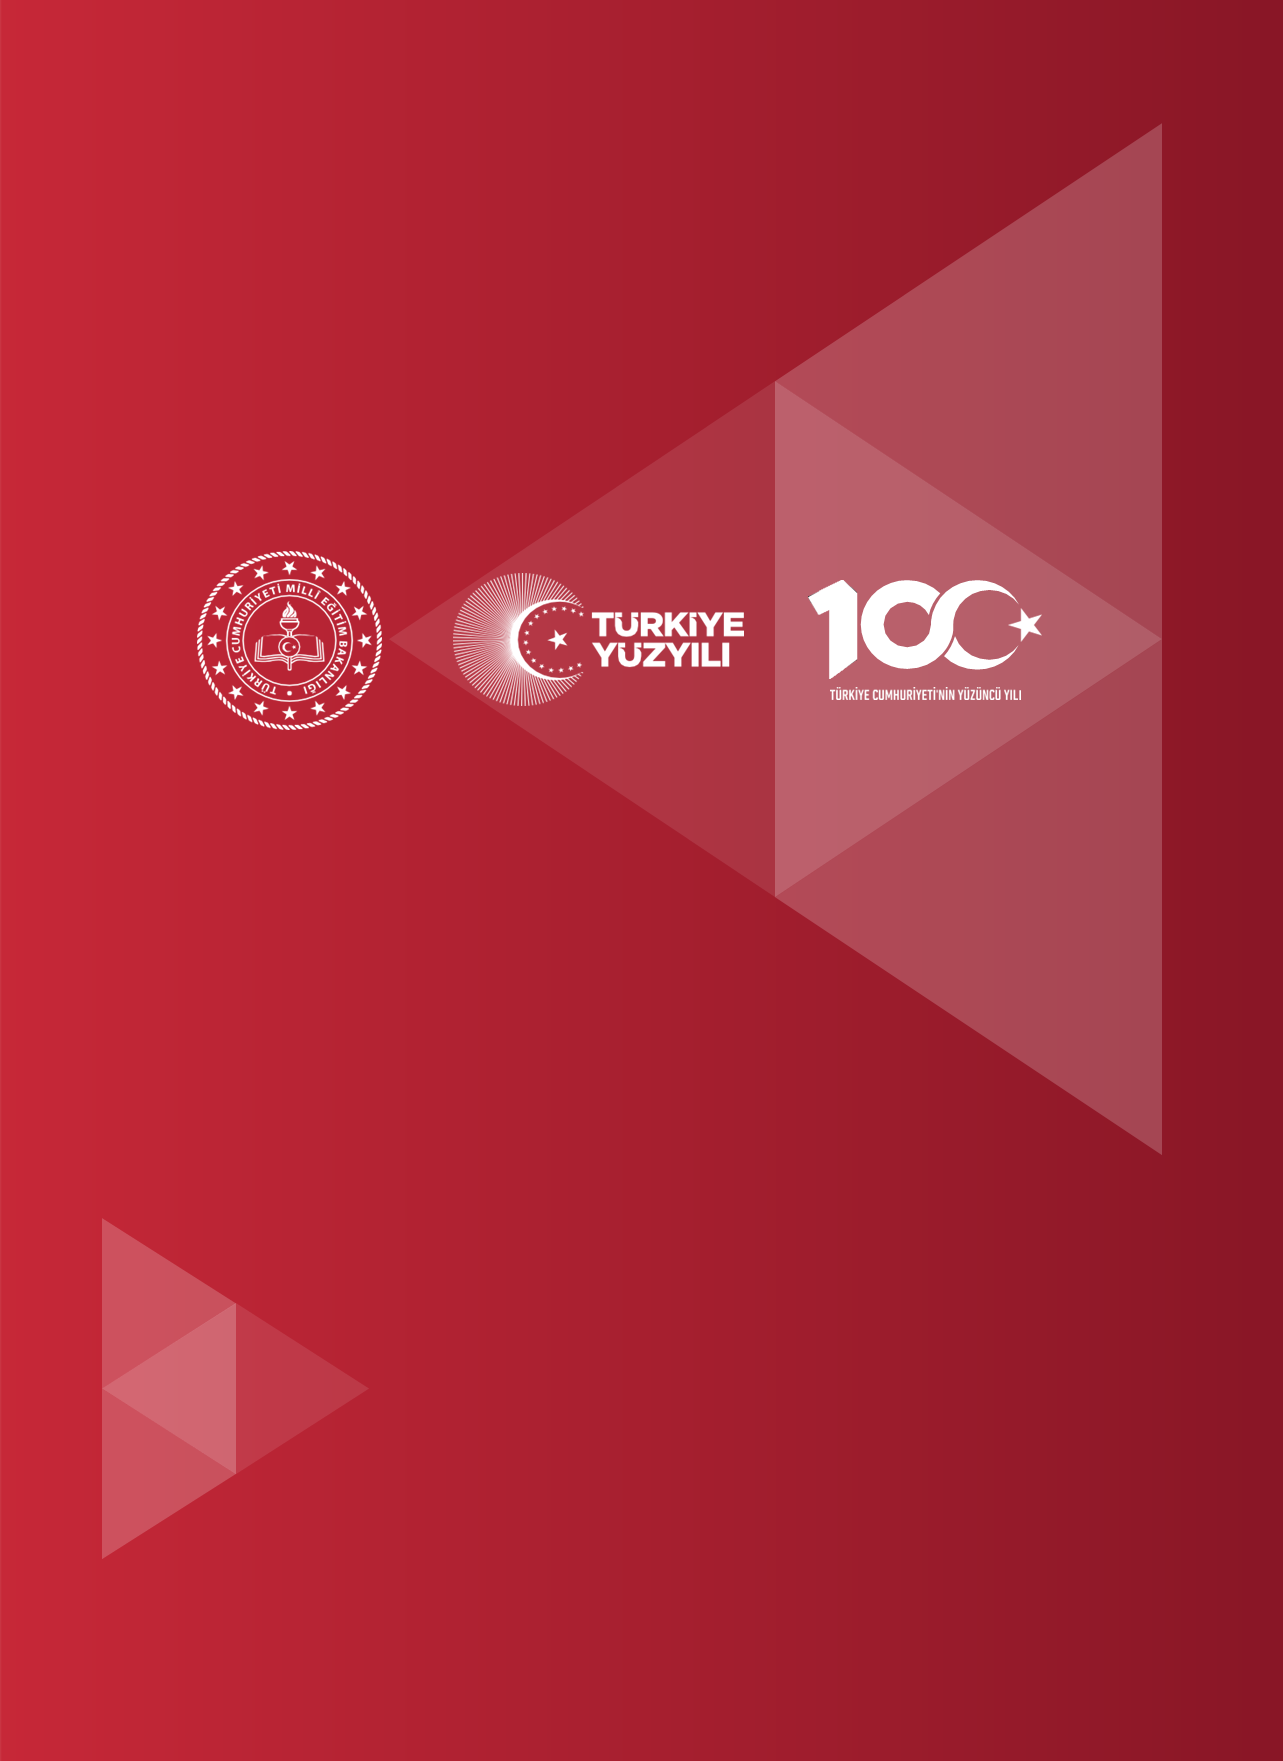 TÜRKİYE CUMHURİYETİ MİLLİ EĞİTİM BAKANLIĞI
TÜRKİYE
YÜZYILI
100
TÜRKİYE CUMHURİYETİ'NİN YÜZÜNCÜ YILI